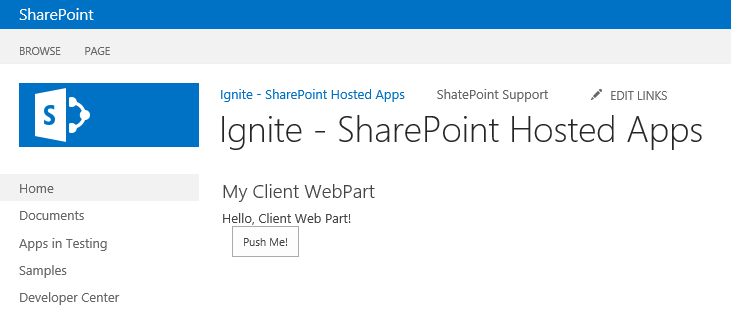 SharePoint
BROWSE PAGE
S
Ignite - SharePoint Hosted Apps ShatePoint Support EDIT LINKS
Ignite - SharePoint Hosted Apps
Home
Documents
Apps in Testing
Samples
Developer Center
My Client WebPart
Hello, Client Web Part!
Push Me!